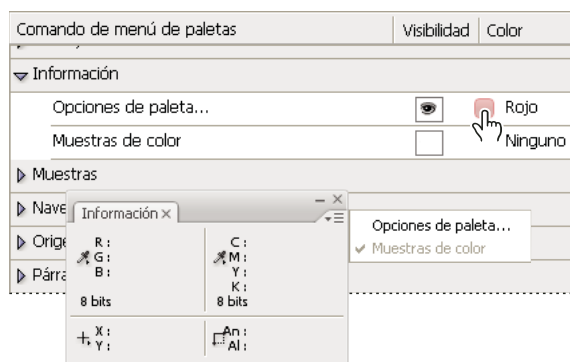 Comando de menú de paletas Visibilidad Color
Información
Opciones de paleta... Rojo
Muestras de color Ninguno
Muestras
Nave
Información ×
Orige
Párra
R: C:
G: M:
B: Y:
K:
8 bits 8 bits
X: An:
Y: Al:
Opciones de paleta...
Muestras de color